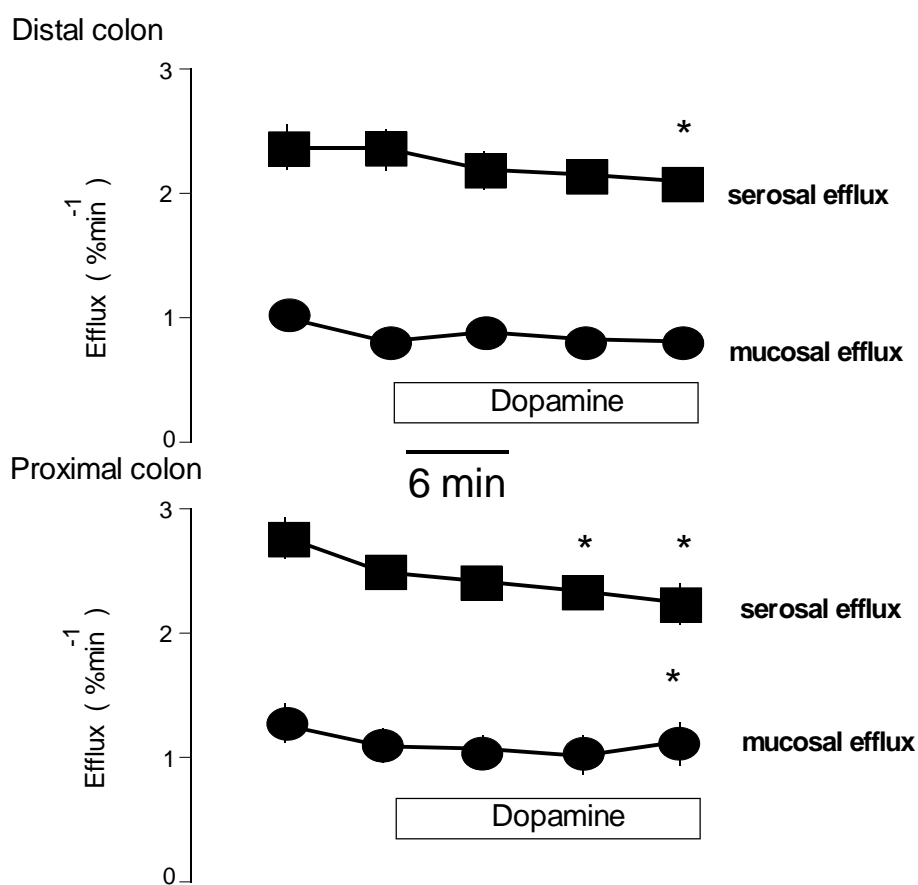 Distal colon
3
*
2
serosal efflux
Efflux ( %min-1 )
1
mucosal efflux
Dopamine
0
Proximal colon
6 min
3
* *
serosal efflux
2
*
Efflux ( %min-1 )
mucosal efflux
1
Dopamine
0